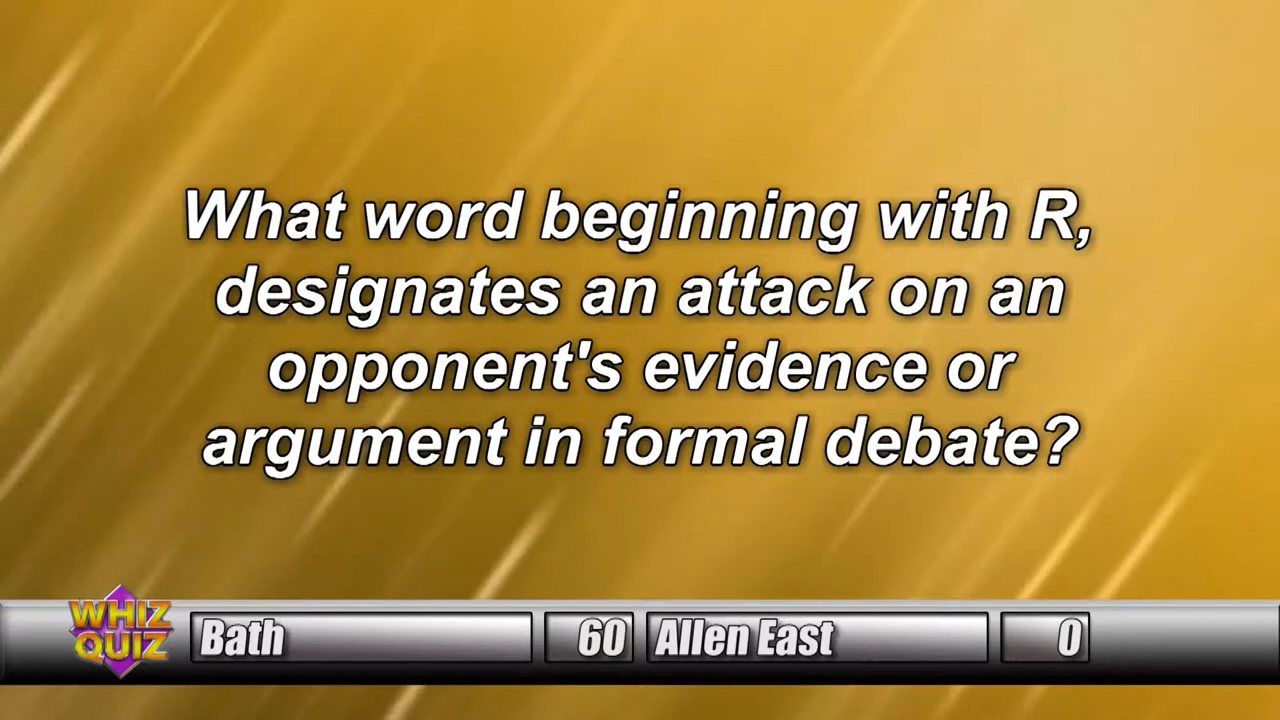 What word beginning with R,
designates an attack on an
opponent's evidence or
argument in formal debate?
WHIZ
QUIZ
Bath 60 Allen East 0